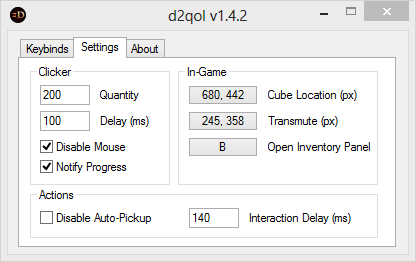 d2qol v1.4.2
Keybinds Settings About
Clicker
200 Quantity
100 Delay (ms)
Disable Mouse
Notify Progress
In-Game
680, 442 Cube Location (px)
245, 358 Transmute (px)
B Open Inventory Panel
Actions
Disable Auto-Pickup 140 Interaction Delay (ms)